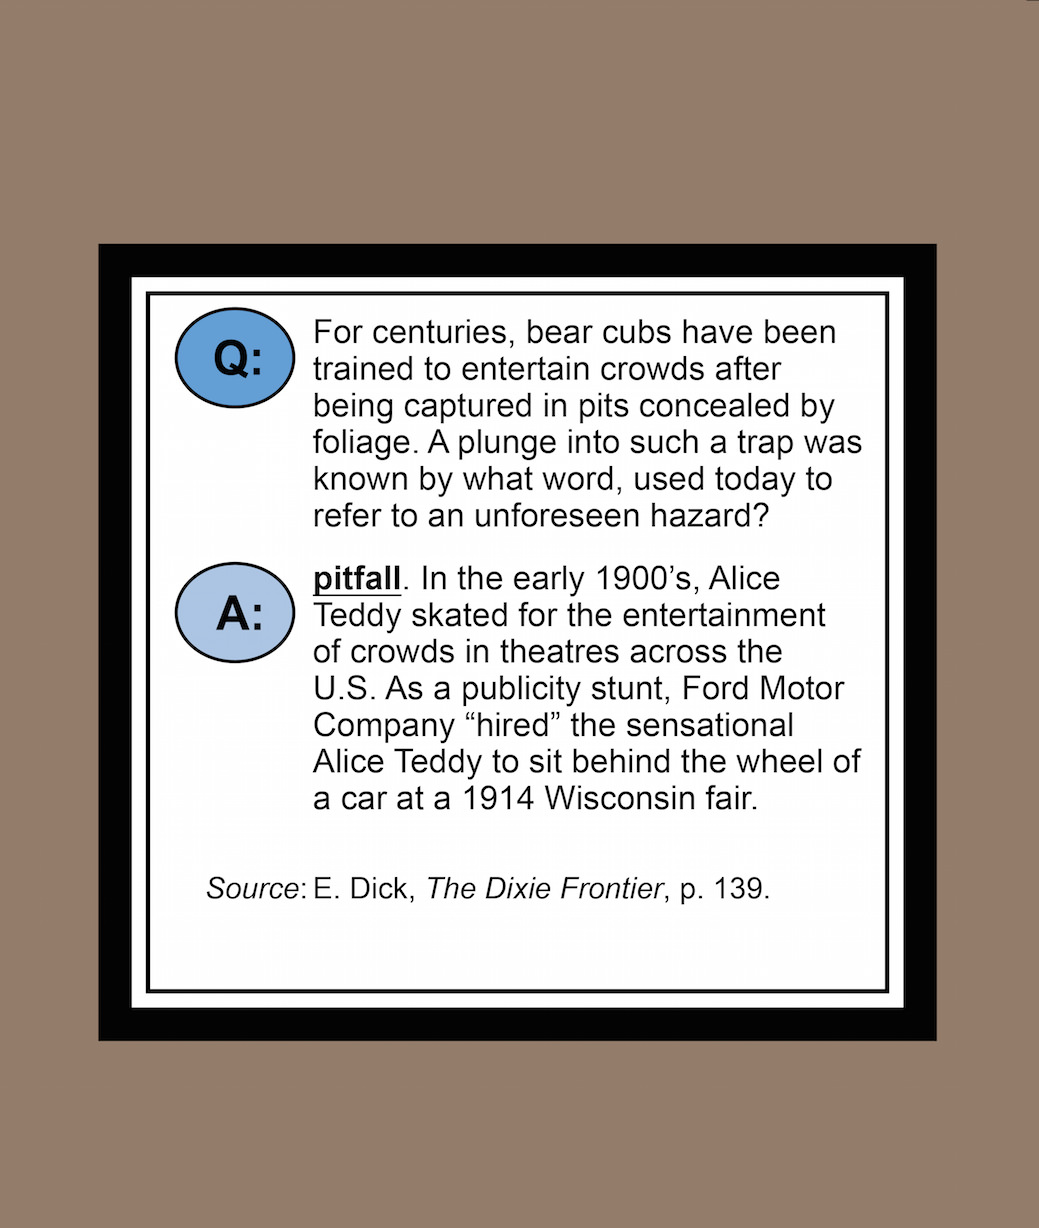 Q:
For centuries, bear cubs have been
trained to entertain crowds after
being captured in pits concealed by
foliage. A plunge into such a trap was
known by what word, used today to
refer to an unforeseen hazard?
A:
pitfall. In the early 1900’s, Alice
Teddy skated for the entertainment
of crowds in theatres across the
U.S. As a publicity stunt, Ford Motor
Company “hired” the sensational
Alice Teddy to sit behind the wheel of
a car at a 1914 Wisconsin fair.
Source: E. Dick, The Dixie Frontier, p. 139.